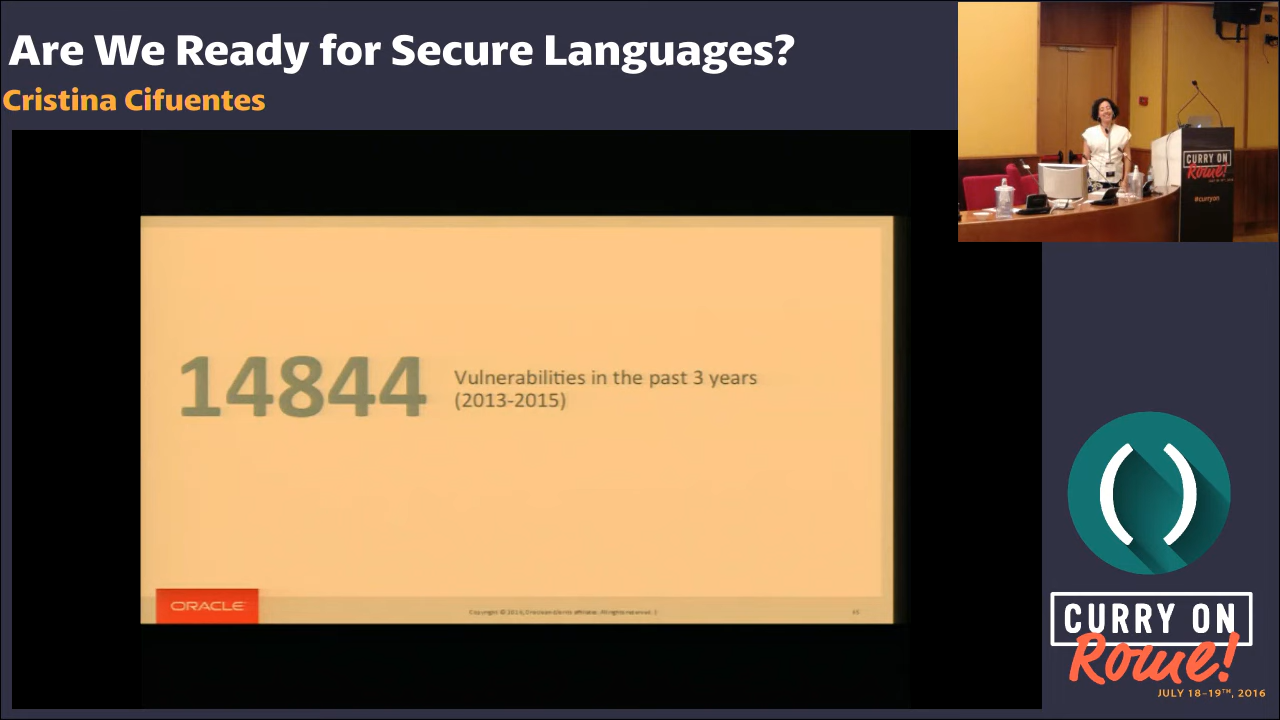 Are We Ready for Secure Languages?
Cristina Cifuentes
CURRY ON
Rome!
#curryon
14844
Vulnerabilities in the past 3 years
(2013-2015)
ORACLE
CURRY ON
Rome!
JULY 18-19TH, 2016